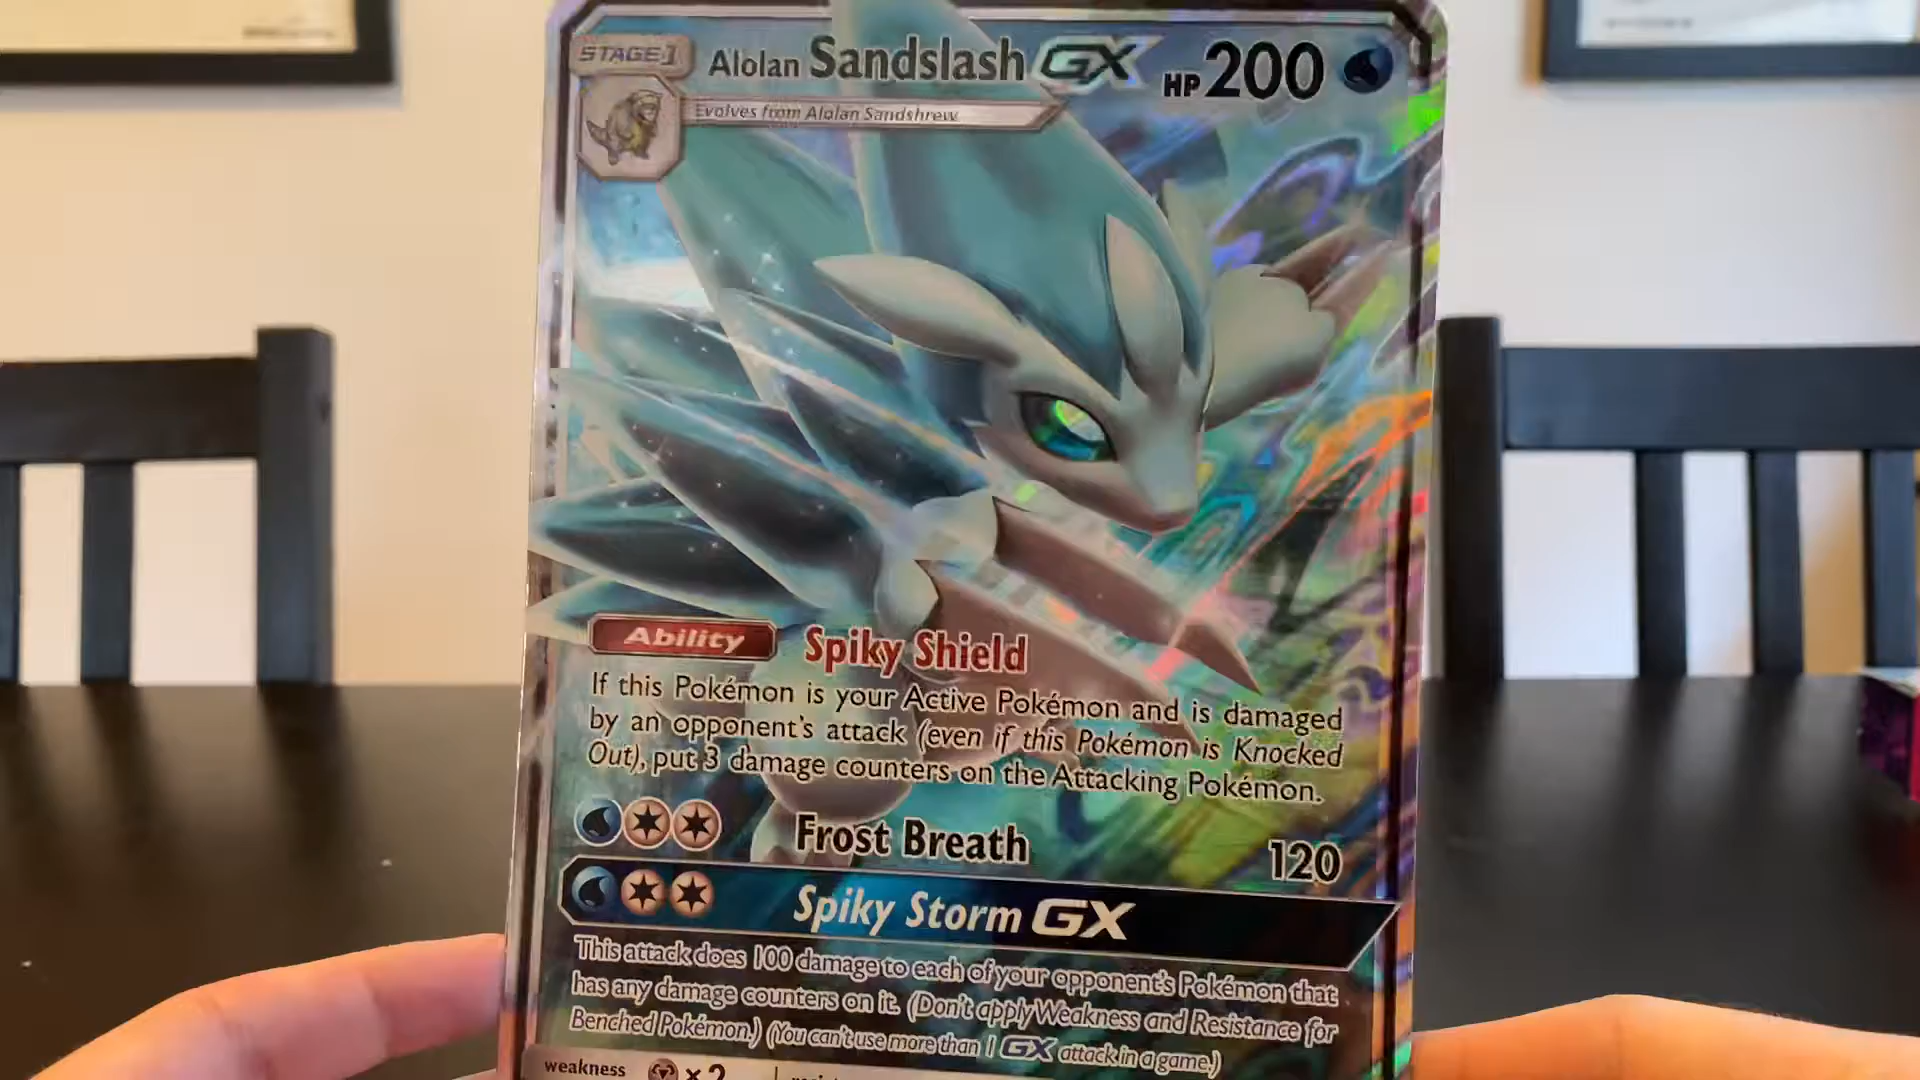 STAGE 1
Alolan Sandslash GX HP 200
Evolves from Alolan Sandshrew
Ability Spiky Shield
If this Pokémon is your Active Pokémon and is damaged
by an opponent's attack (even if this Pokémon is Knocked
Out), put 3 damage counters on the Attacking Pokémon.
Frost Breath 120
Spiky Storm GX
This attack does 100 damage to each of your opponent's Pokémon that
has any damage counters on it. (Don't apply Weakness and Resistance for
Benched Pokémon.) (You can't use more than 1 GX attack in a game.)
weakness ×2